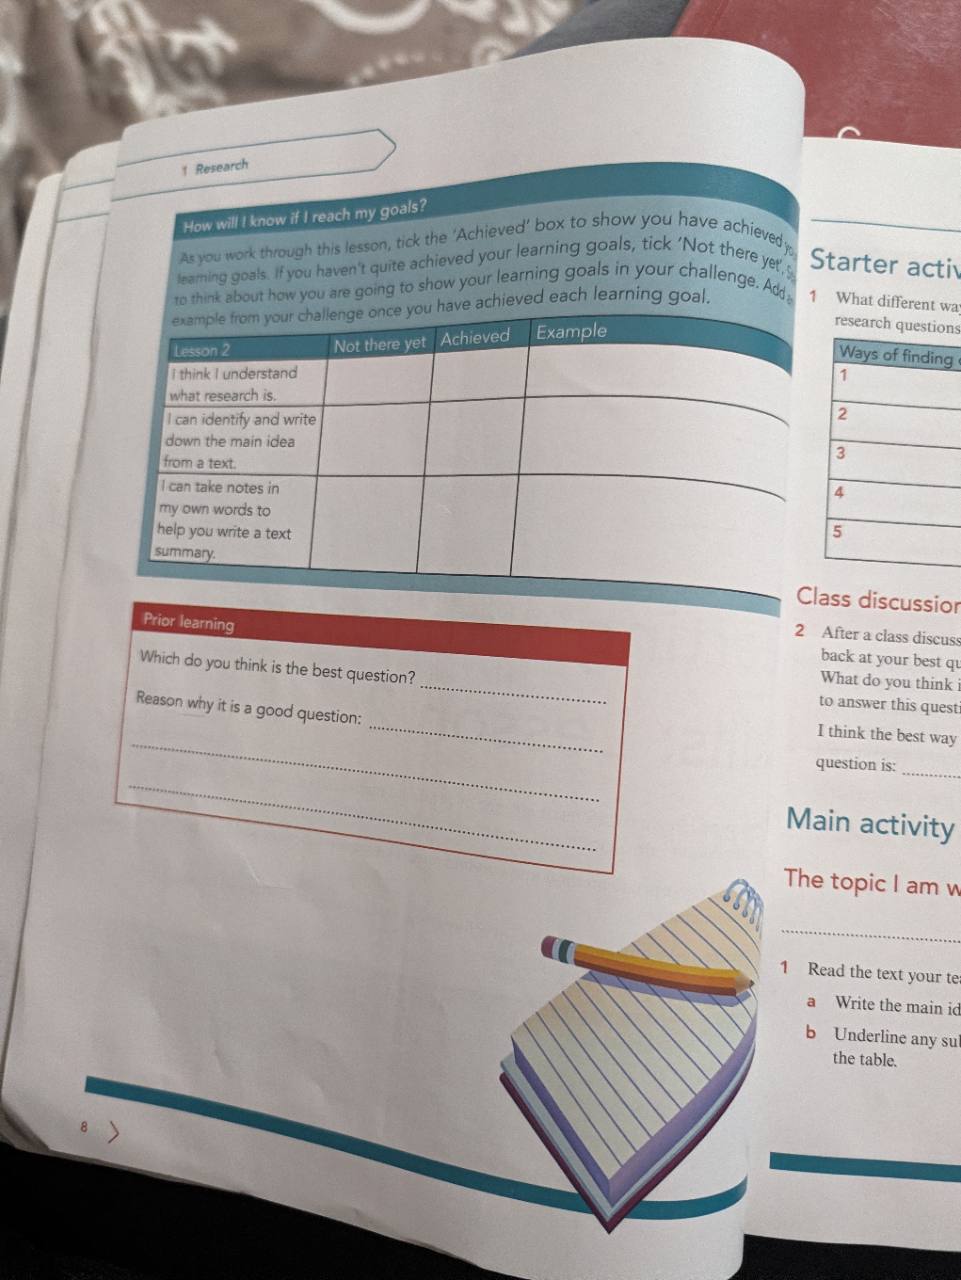 1 Research
How will I know if I reach my goals?
As you work through this lesson, tick the 'Achieved' box to show you have achieved
learning goals. If you haven't quite achieved your learning goals, tick 'Not there yet'.
to think about how you are going to show your learning goals in your challenge. Add
example from your challenge once you have achieved each learning goal.
Lesson 2 Not there yet Achieved Example
I think I understand
what research is.
I can identify and write
down the main idea
from a text.
I can take notes in
my own words to
help you write a text
summary.
Prior learning
Which do you think is the best question?
Reason why it is a good question:
8
Starter activ
1 What different way
research questions
Ways of finding
1
2
3
4
5
Class discussion
2 After a class discuss
back at your best qu
What do you think i
to answer this questi
I think the best way
question is:
Main activity
The topic I am w
1 Read the text your tea
a Write the main id
b Underline any sub
the table.